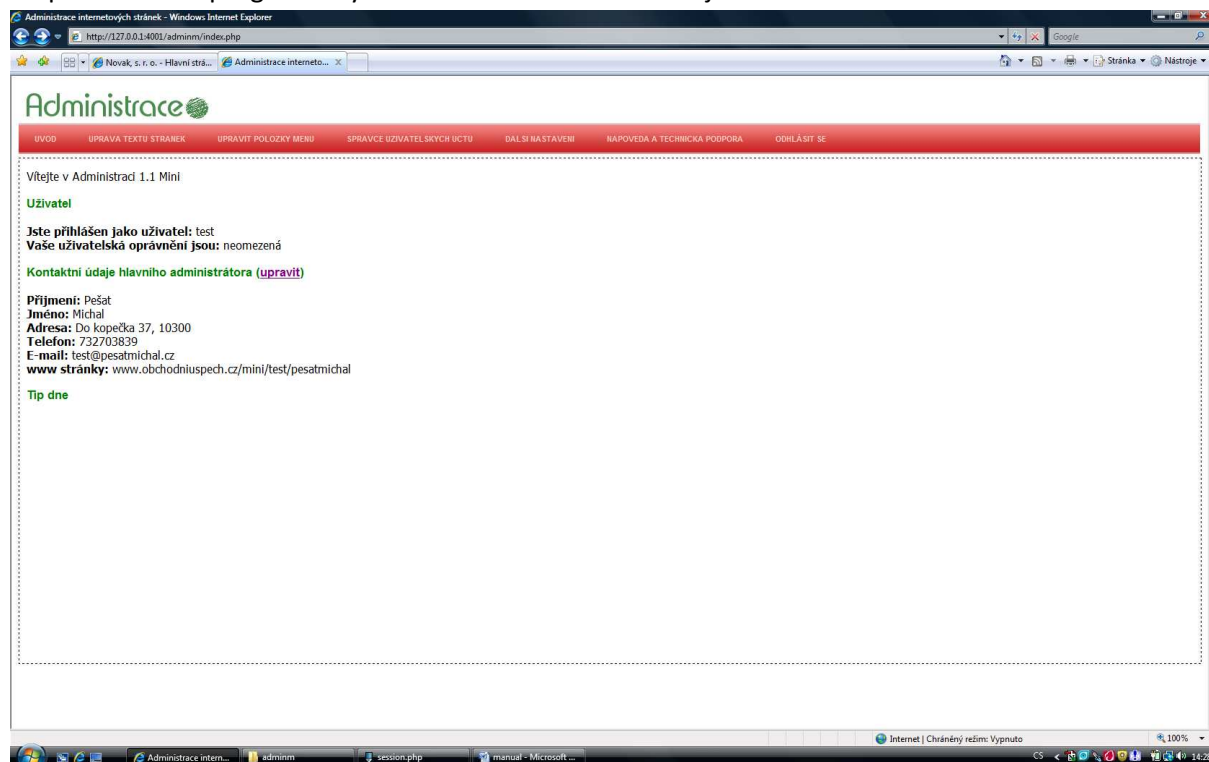 Administrace internetových stránek - Windows Internet Explorer
http://127.0.0.1:4001/adminm/index.php
Google
Novak, s. r. o. - Hlavní strá...
Administrace interneto...
Stránka
Nástroje
Administrace
UVOD UPRAVA TEXTU STRANEK UPRAVIT POLOZKY MENU SPRAVCE UZIVATELSKYCH UCTU DALSI NASTAVENI NAPOVEDA A TECHNICKA PODPORA ODHLÁSIT SE
Vítejte v Administraci 1.1 Mini
Uživatel
Jste přihlášen jako uživatel: test
Vaše uživatelská oprávnění jsou: neomezená
Kontaktní údaje hlavního administrátora (upravit)
Přijmení: Pešat
Jméno: Michal
Adresa: Do kopečka 37, 10300
Telefon: 732703839
E-mail: test@pesatmichal.cz
www stránky: www.obchodniuspech.cz/mini/test/pesatmichal
Tip dne
Internet | Chráněný režim: Vypnuto
100%
Administrace intern...
adminm
session.php
manual - Microsoft ...
CS